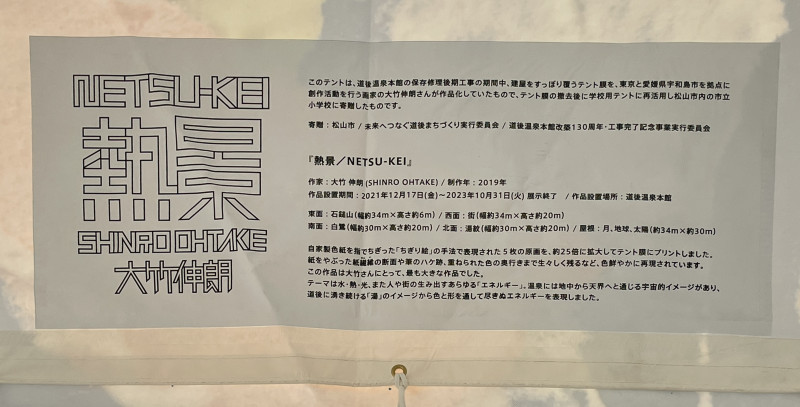 NETSU-KEI
熱景
SHINRO OHTAKE
大竹伸朗
このテントは、道後温泉本館の保存修理後期工事の期間中、建屋をすっぽり覆うテント膜を、東京と愛媛県宇和島市を拠点に
創作活動を行う画家の大竹伸朗さんが作品化していたもので、テント膜の撤去後に学校用テントに再活用し松山市内の市立
小学校に寄贈したものです。
寄贈：松山市 / 未来へつなぐ道後まちづくり実行委員会 / 道後温泉本館改築130周年・工事完了記念事業実行委員会
『熱景／NETSU-KEI』
作家：大竹 伸朗 (SHINRO OHTAKE) / 制作年：2019年
作品設置期間：2021年12月17日(金)～2023年10月31日(火) 展示終了 / 作品設置場所：道後温泉本館
東面：石鎚山(幅約34m×高さ約6m) / 西面：街(幅約34m×高さ約20m)
南面：白鷺(幅約30m×高さ約20m) / 北面：湯紋(幅約30m×高さ約20m) / 屋根：月、地球、太陽(約34m×約30m)
自家製色紙を指でちぎった「ちぎり絵」の手法で表現された５枚の原画を、約25倍に拡大してテント膜にプリントしました。
紙をやぶった紙繊維の断面や筆のハケ跡、重ねられた色の奥行きまで生々しく残るなど、色鮮やかに再現されています。
この作品は大竹さんにとって、最も大きな作品でした。
テーマは水・熱・光、また人や街の生み出すあらゆる「エネルギー」。温泉には地中から天界へと通じる宇宙的イメージがあり、
道後に湧き続ける「湯」のイメージから色と形を通して尽きぬエネルギーを表現しました。